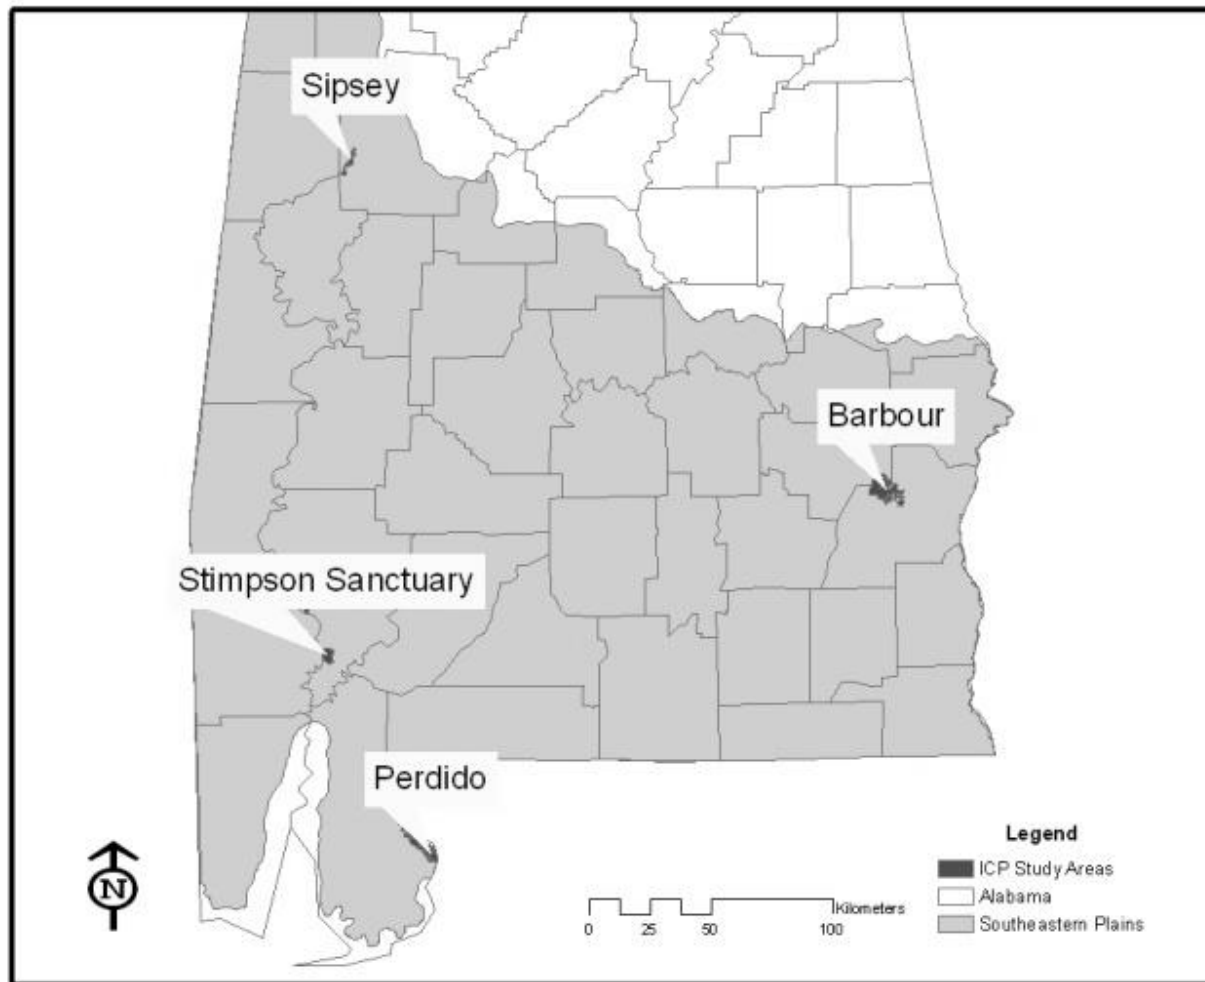 Sipsey
Barbour
Stimpson Sanctuary
Perdido
N
Legend
ICP Study Areas
Alabama
Southeastern Plains
Kilometers
0 25 50 100